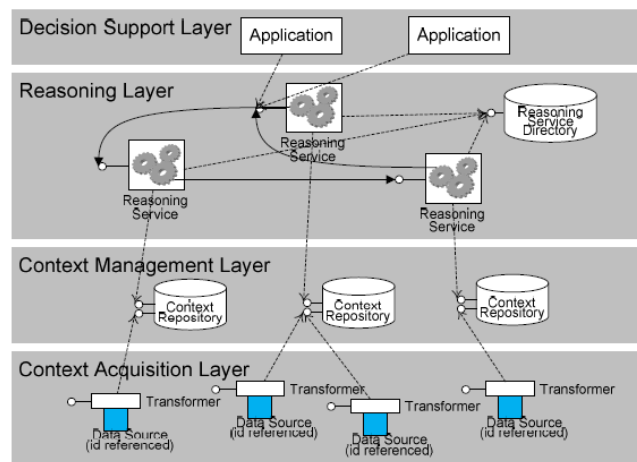 Decision Support Layer
Application
Application
Reasoning Layer
Reasoning
Service
Directory
Reasoning
Service
Reasoning
Service
Reasoning
Service
Context Management Layer
Context
Repository
Context
Repository
Context
Repository
Context Acquisition Layer
Transformer
Data Source
(id referenced)
Transformer
Data Source
(id referenced)
Transformer
Data Source
(id referenced)
Transformer
Data Source
(id referenced)